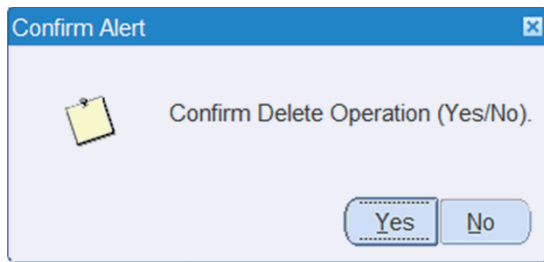 Confirm Alert
Confirm Delete Operation (Yes/No).
Yes No